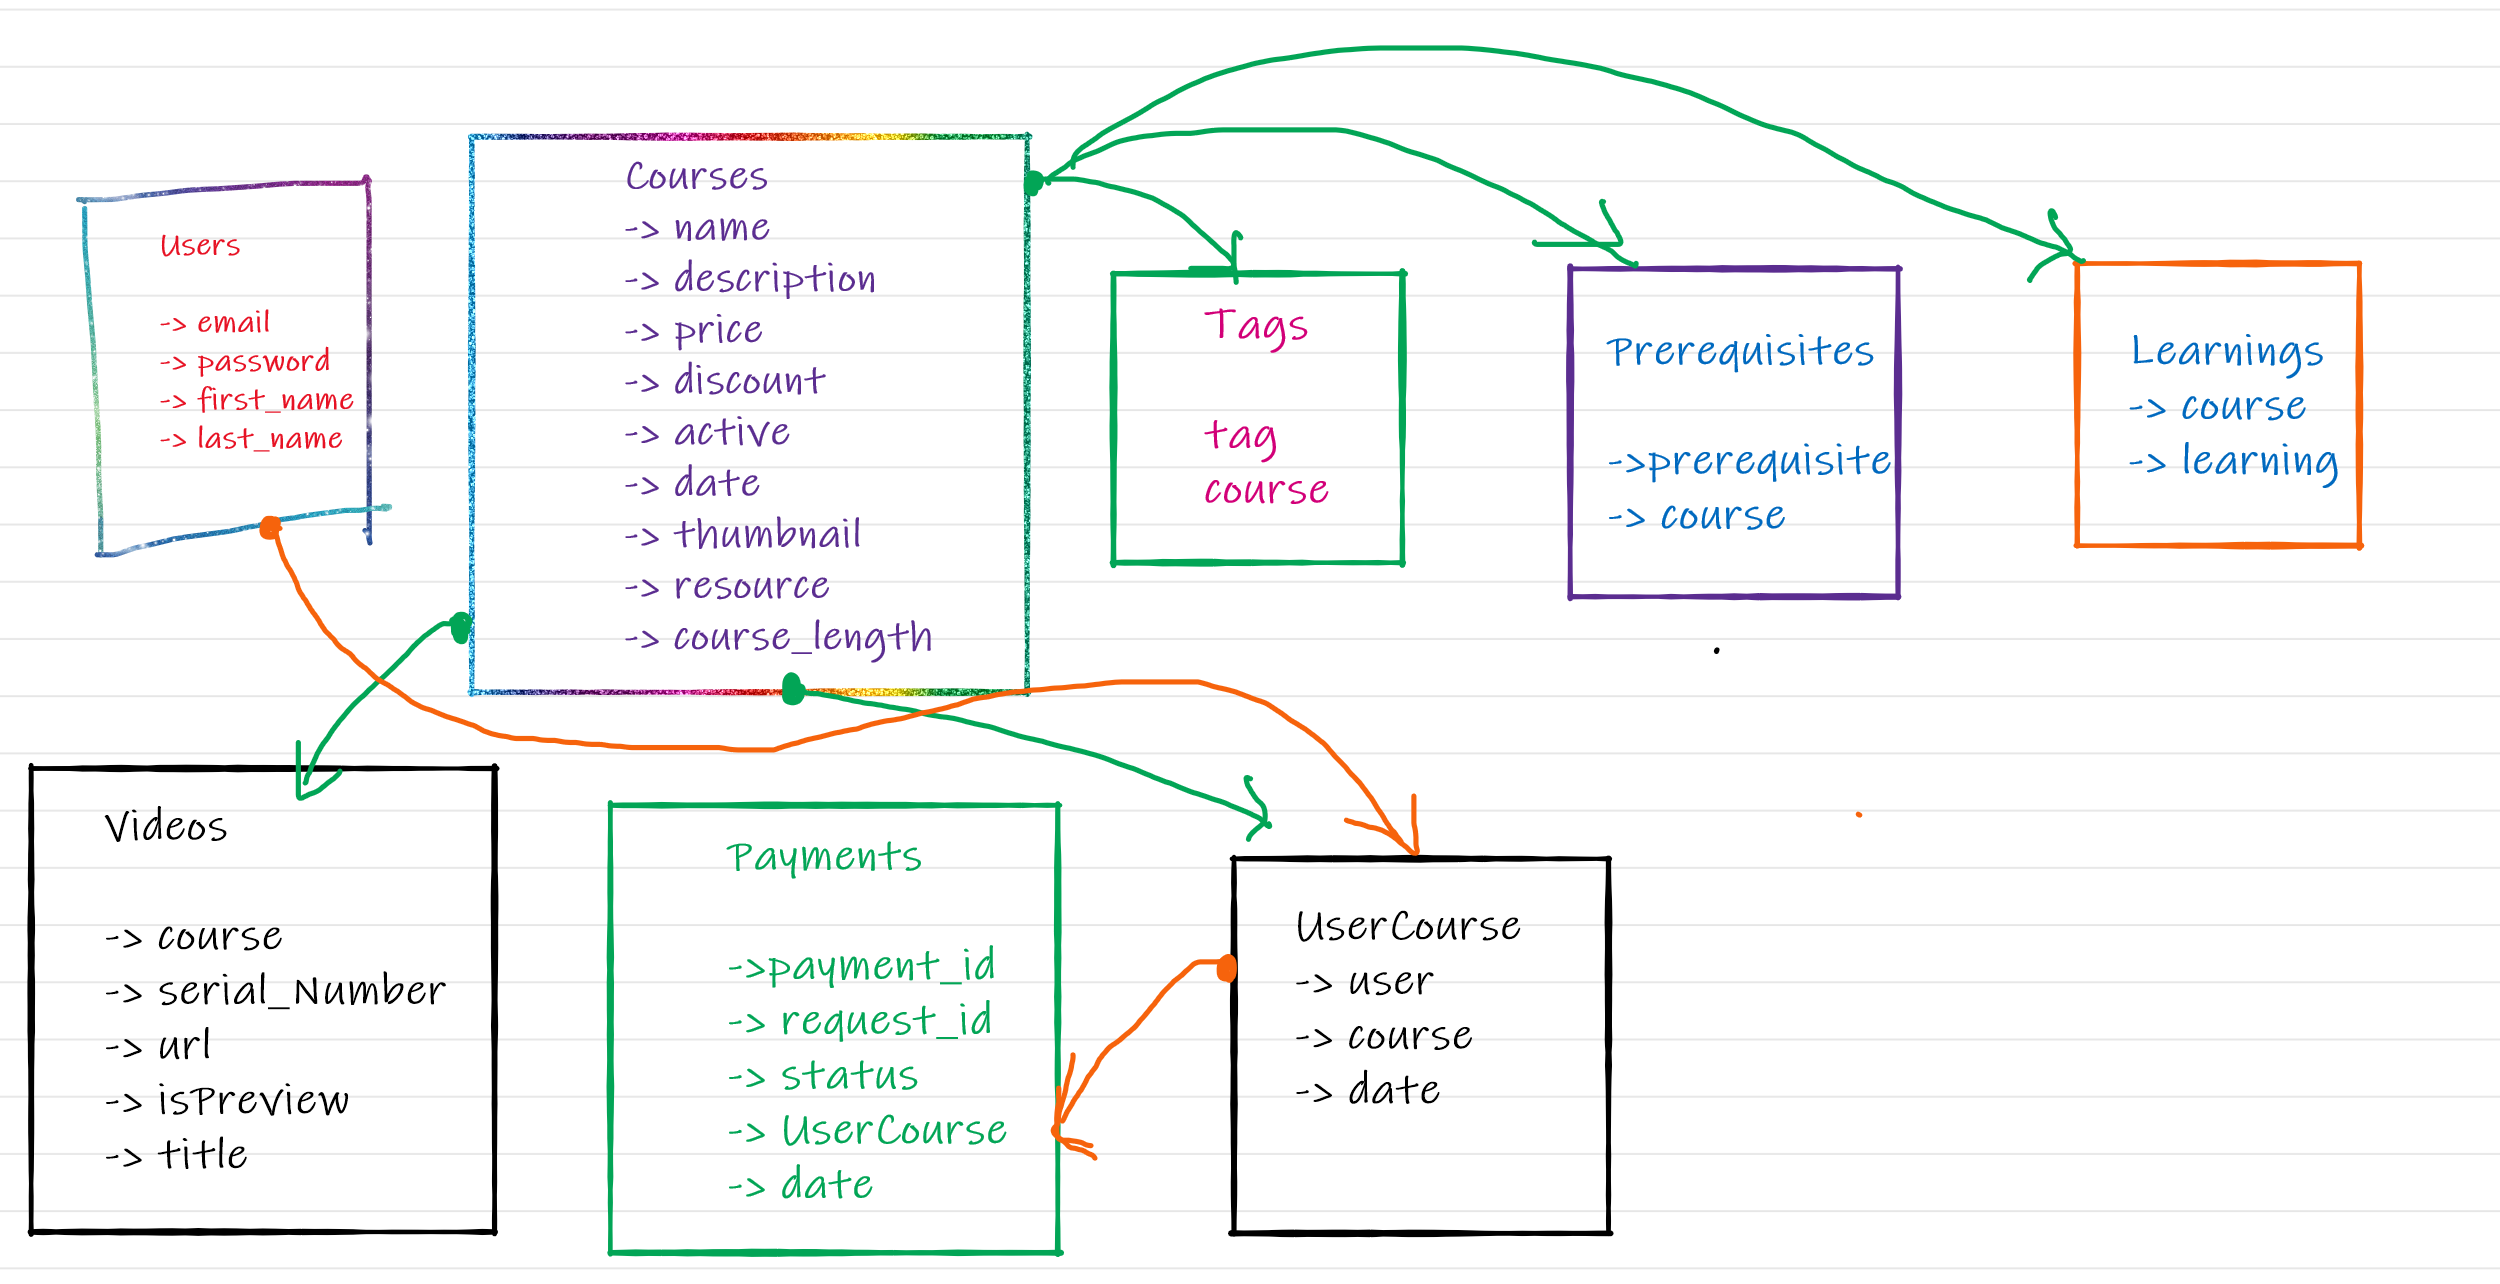 Users
-> email
-> password
-> first_name
-> last_name
Courses
-> name
-> description
-> price
-> discount
-> active
-> date
-> thumbnail
-> resource
-> course_length
Tags
tag
course
Prerequisites
->prerequisite
-> course
Learnings
-> course
-> learning
Videos
-> course
-> serial_Number
-> url
-> isPreview
-> title
Payments
->payment_id
-> request_id
-> status
-> UserCourse
-> date
UserCourse
-> user
-> course
-> date